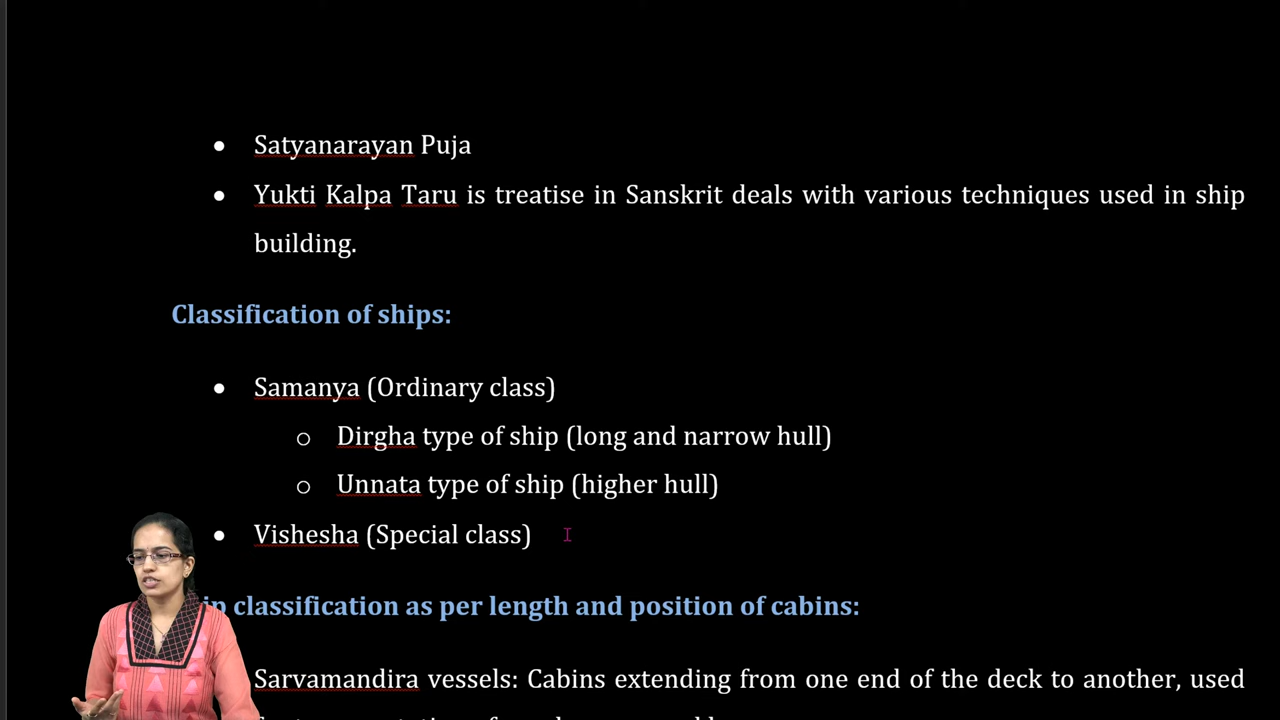 Satyanarayan Puja
Yukti Kalpa Taru is treatise in Sanskrit deals with various techniques used in ship
building.
Classification of ships:
Samanya (Ordinary class)
Dirgha type of ship (long and narrow hull)
Unnata type of ship (higher hull)
Vishesha (Special class)
classification as per length and position of cabins:
Sarvamandira vessels: Cabins extending from one end of the deck to another, used